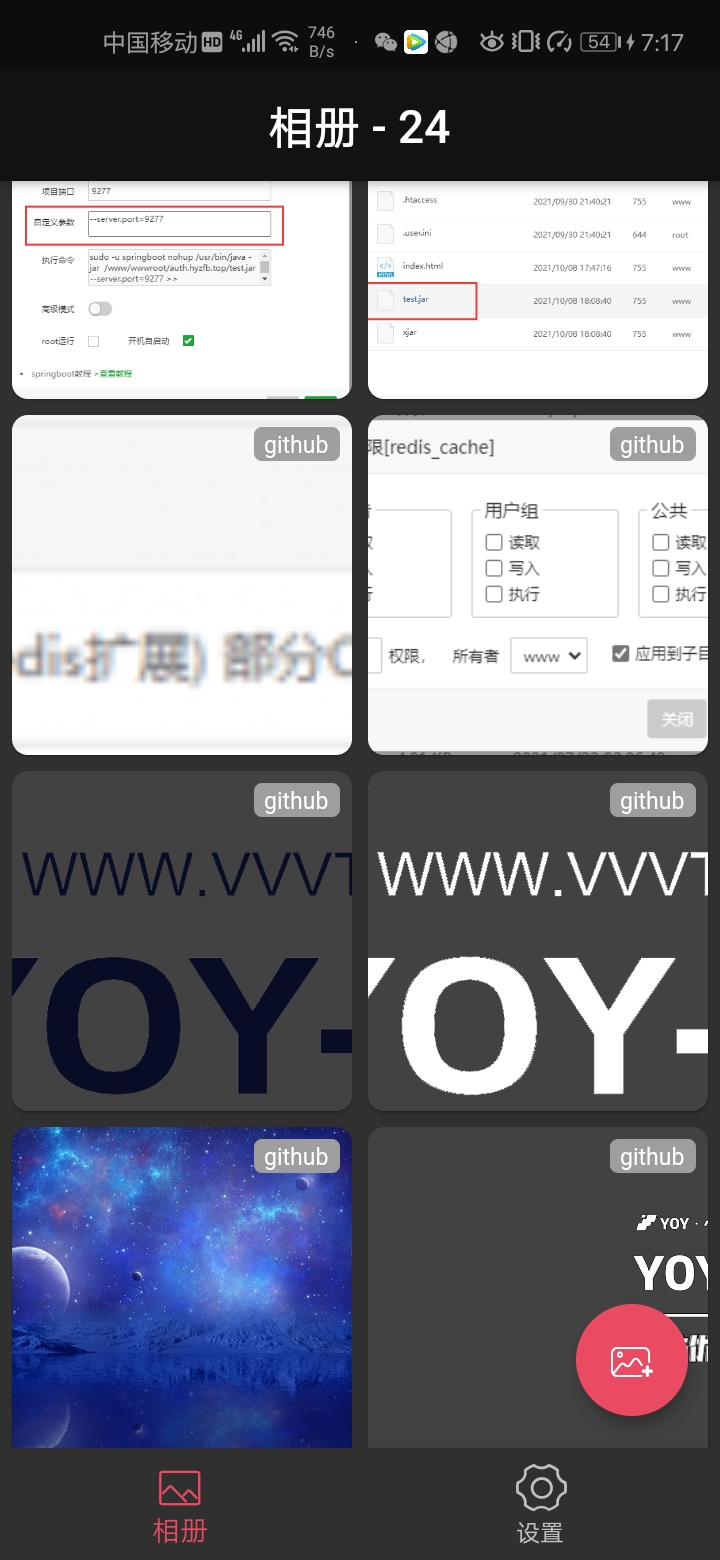 中国移动 HD 4G 746 B/s 54 7:17
相册 - 24
项目端口 9277
自定义参数 --server.port=9277
执行命令 sudo -u springboot nohup /usr/bin/java -
jar /www/wwwroot/auth.hyzfb.top/test.jar
--server.port=9277 >>
高级模式
root运行 开机自启动
springboot教程 >查看教程
.htaccess 2021/09/30 21:40:21 755 www
.user.ini 2021/09/30 21:40:21 644 root
index.html 2021/10/08 17:47:16 755 www
test.jar 2021/10/08 18:08:40 755 www
xjar 2021/10/08 18:08:40 755 www
github
dis扩展) 部分
github
限[redis_cache]
用户组 公共
读取 读取
写入 写入
执行 执行
权限, 所有者 www 应用到子目
关闭
github
WWW.VVVT
YOY-
github
WWW.VVVT
YOY-
github
github
YOY ·
YOY
相册 设置